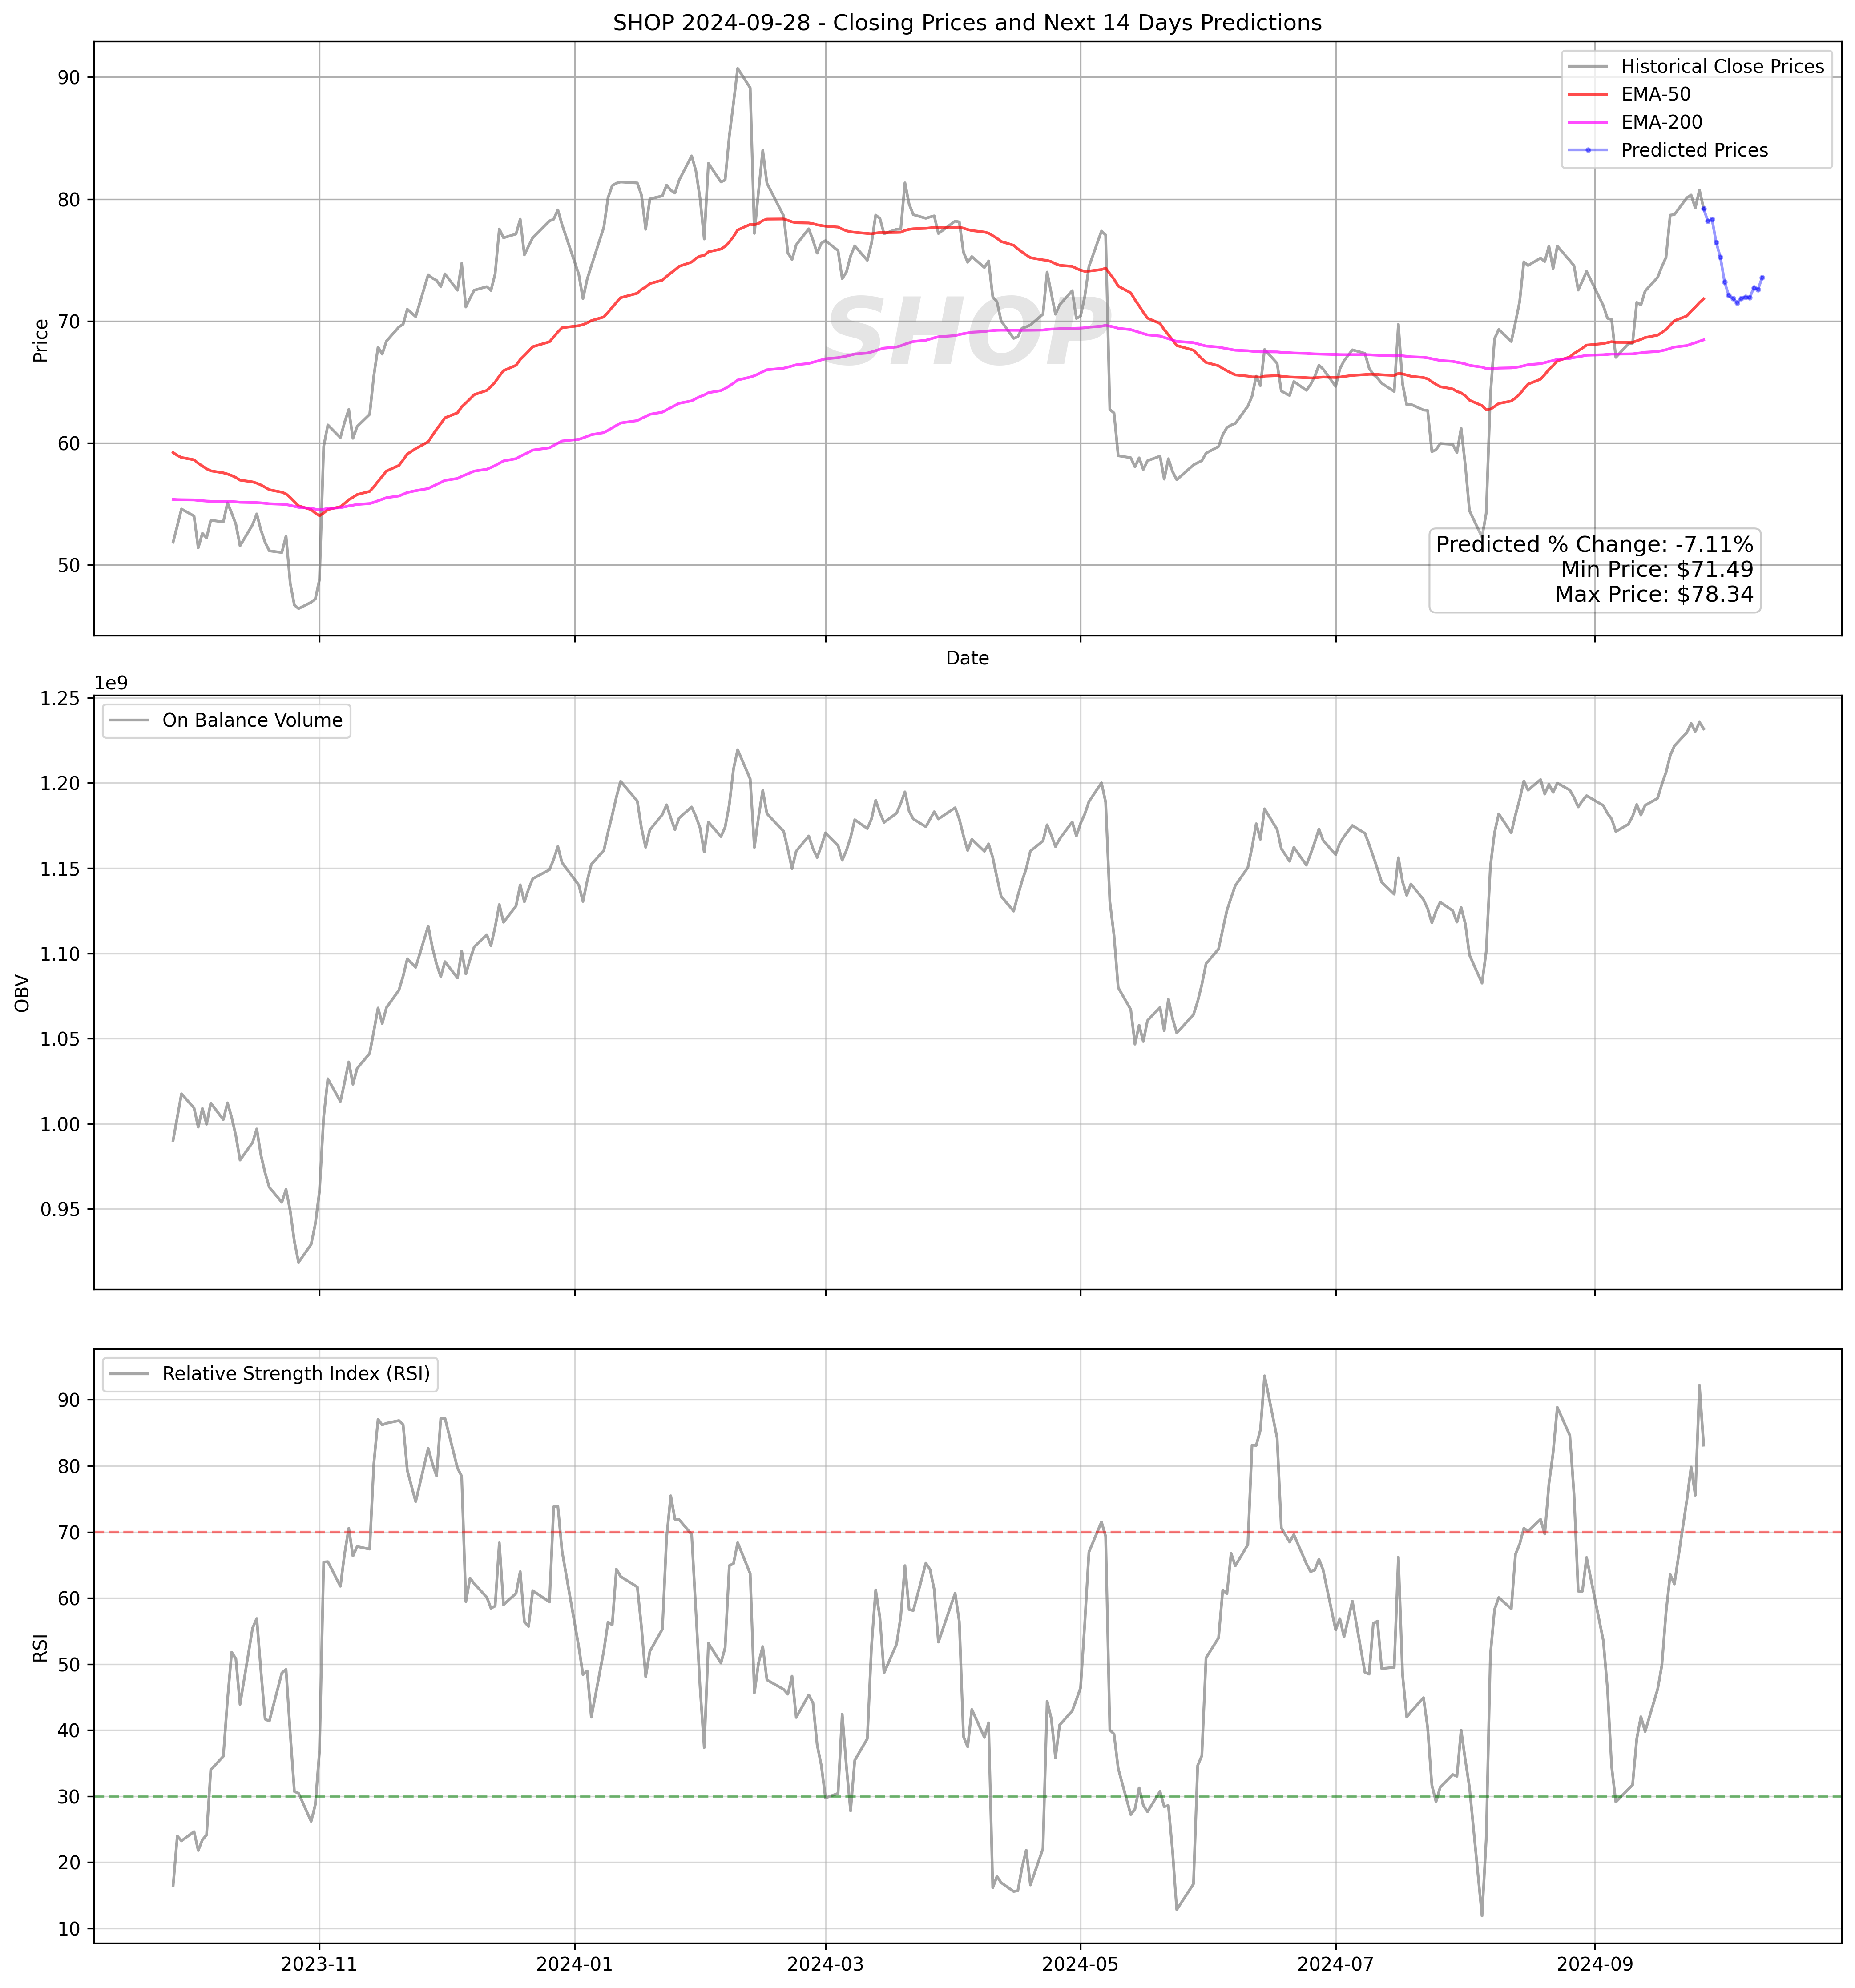 SHOP 2024-09-28 - Closing Prices and Next 14 Days Predictions
Historical Close Prices
EMA-50
EMA-200
Predicted Prices
90
80
70
60
50
Price
SHOP
Predicted % Change: -7.11%
Min Price: $71.49
Max Price: $78.34
Date
1e9
On Balance Volume
1.25
1.20
1.15
1.10
1.05
1.00
0.95
OBV
Relative Strength Index (RSI)
90
80
70
60
50
40
30
20
10
RSI
2023-11
2024-01
2024-03
2024-05
2024-07
2024-09